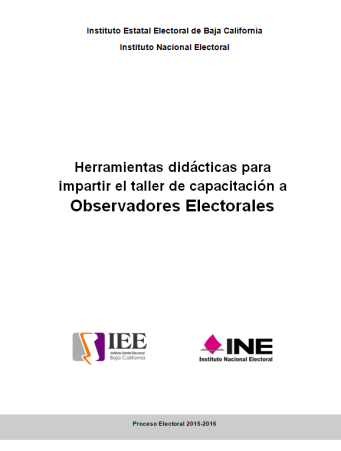 Instituto Estatal Electoral de Baja California
Instituto Nacional Electoral
Herramientas didácticas para
impartir el taller de capacitación a
Observadores Electorales
IEE
Instituto Estatal Electoral
Baja California
INE
Instituto Nacional Electoral
Proceso Electoral 2015-2016